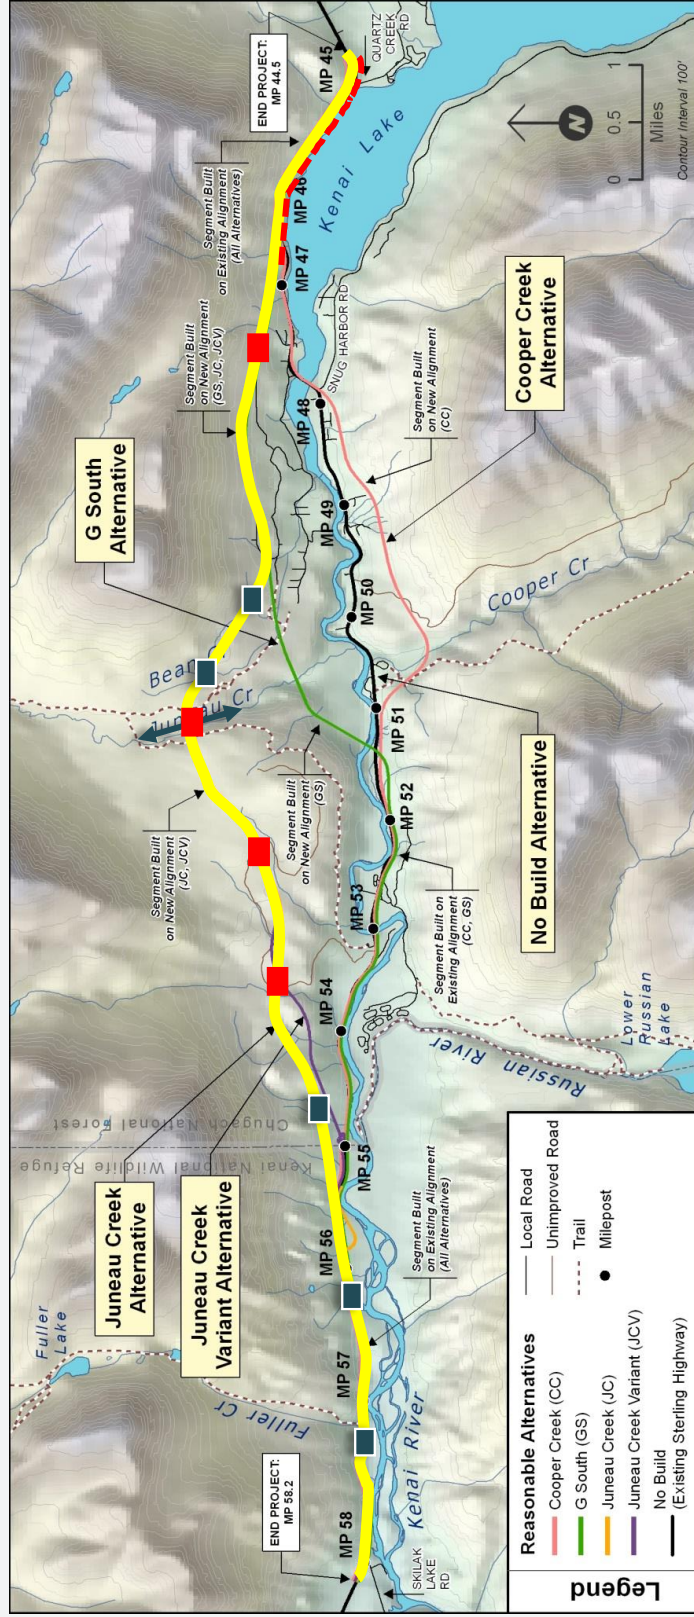 Fuller
Lake
Fuller Cr
END PROJECT:
MP 58.2
MP 58
SKILAK
LAKE
RD
Kenai River
MP 57
Segment Built
on Existing Alignment
(All Alternatives)
MP 56
Juneau Creek
Alternative
Juneau Creek
Variant Alternative
Kenai National Wildlife Refuge
Chugach National Forest
MP 55
MP 54
Russian River
Lower
Russian
Lake
Segment Built
on New Alignment
(JC, JCV)
MP 53
Segment Built on
Existing Alignment
(CC, GS)
MP 52
Segment Built
on New Alignment
(GS)
No Build Alternative
MP 51
Juneau Cr
Bean
G South
Alternative
MP 50
Cooper Cr
MP 49
Segment Built
on New Alignment
(CC)
MP 48
SNUG HARBOR RD
Cooper Creek
Alternative
Segment Built
on New Alignment
(GS, JC, JCV)
MP 47
Segment Built
on Existing Alignment
(All Alternatives)
MP 46
Kenai Lake
END PROJECT:
MP 44.5
MP 45
QUARTZ
CREEK
RD
N
0 0.5 1
Miles
Contour Interval 100'
Legend
Reasonable Alternatives
Cooper Creek (CC)
G South (GS)
Juneau Creek (JC)
Juneau Creek Variant (JCV)
No Build
(Existing Sterling Highway)
Local Road
Unimproved Road
Trail
Milepost